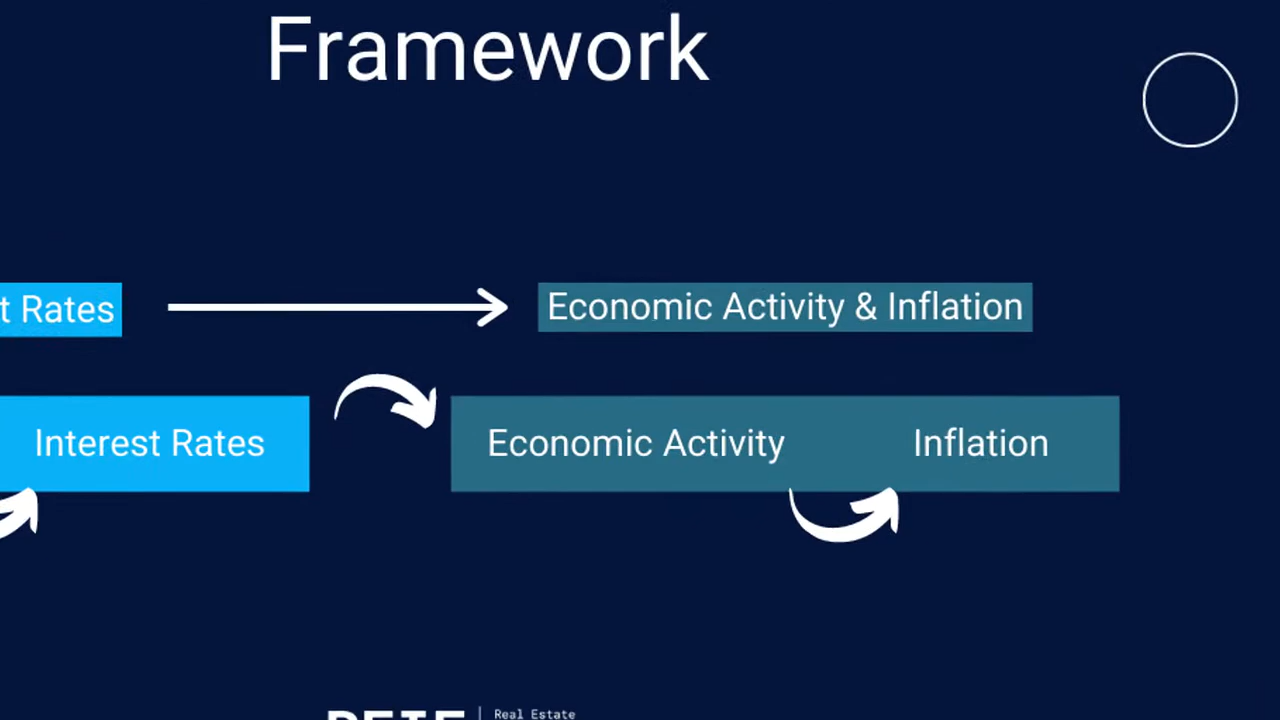 Framework
t Rates
Economic Activity & Inflation
Interest Rates
Economic Activity
Inflation
Real Estate